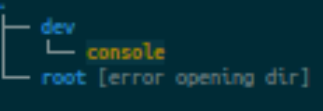 dev
console
root [error opening dir]